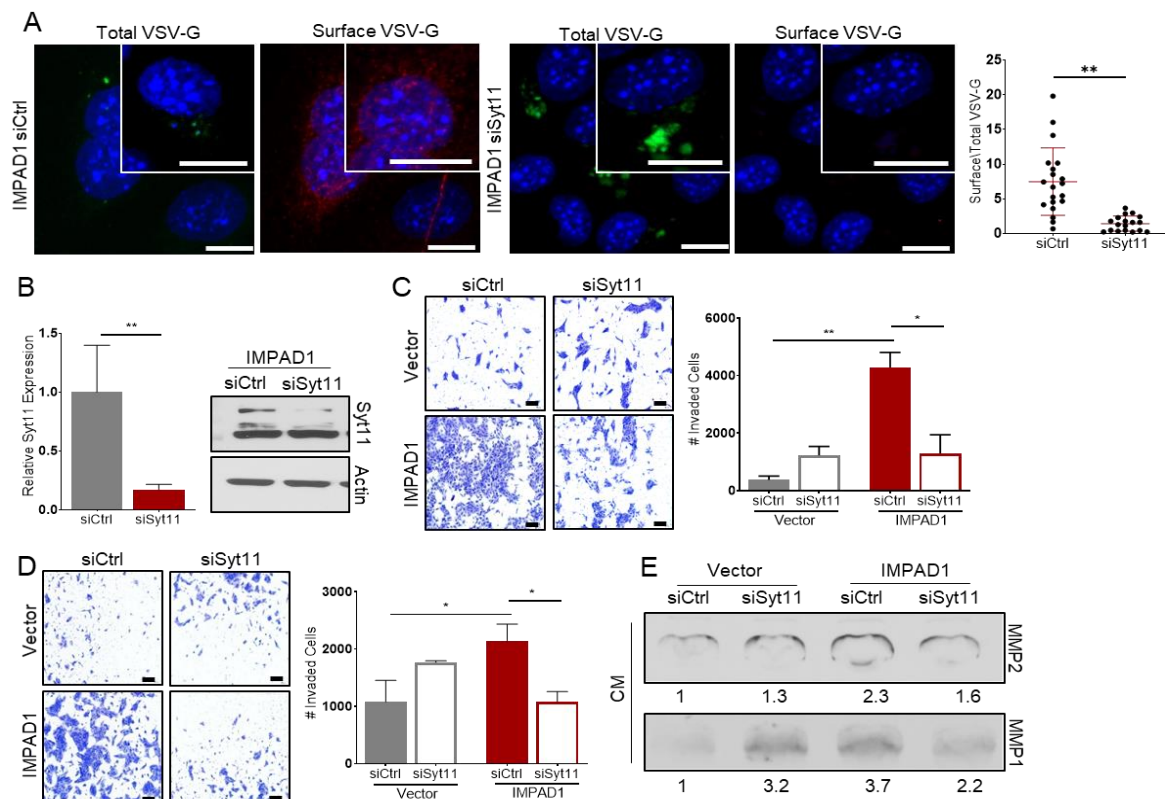 A
Total VSV-G
Surface VSV-G
Total VSV-G
Surface VSV-G
IMPAD1 siCtrl
IMPAD1 siSyt11
Surface\Total VSV-G
25
20
15
10
5
0
**
siCtrl
siSyt11
B
Relative Syt11 Expression
1.5
1.0
0.5
0.0
**
siCtrl
siSyt11
IMPAD1
siCtrl
siSyt11
Syt11
Actin
C
siCtrl
siSyt11
Vector
IMPAD1
# Invaded Cells
6000
4000
2000
0
**
*
siCtrl
siSyt11
siCtrl
siSyt11
Vector
IMPAD1
D
siCtrl
siSyt11
Vector
IMPAD1
# Invaded Cells
3000
2000
1000
0
*
*
siCtrl
siSyt11
siCtrl
siSyt11
Vector
IMPAD1
E
Vector
IMPAD1
siCtrl
siSyt11
siCtrl
siSyt11
CM
MMP2
1 1.3 2.3 1.6
MMP1
1 3.2 3.7 2.2